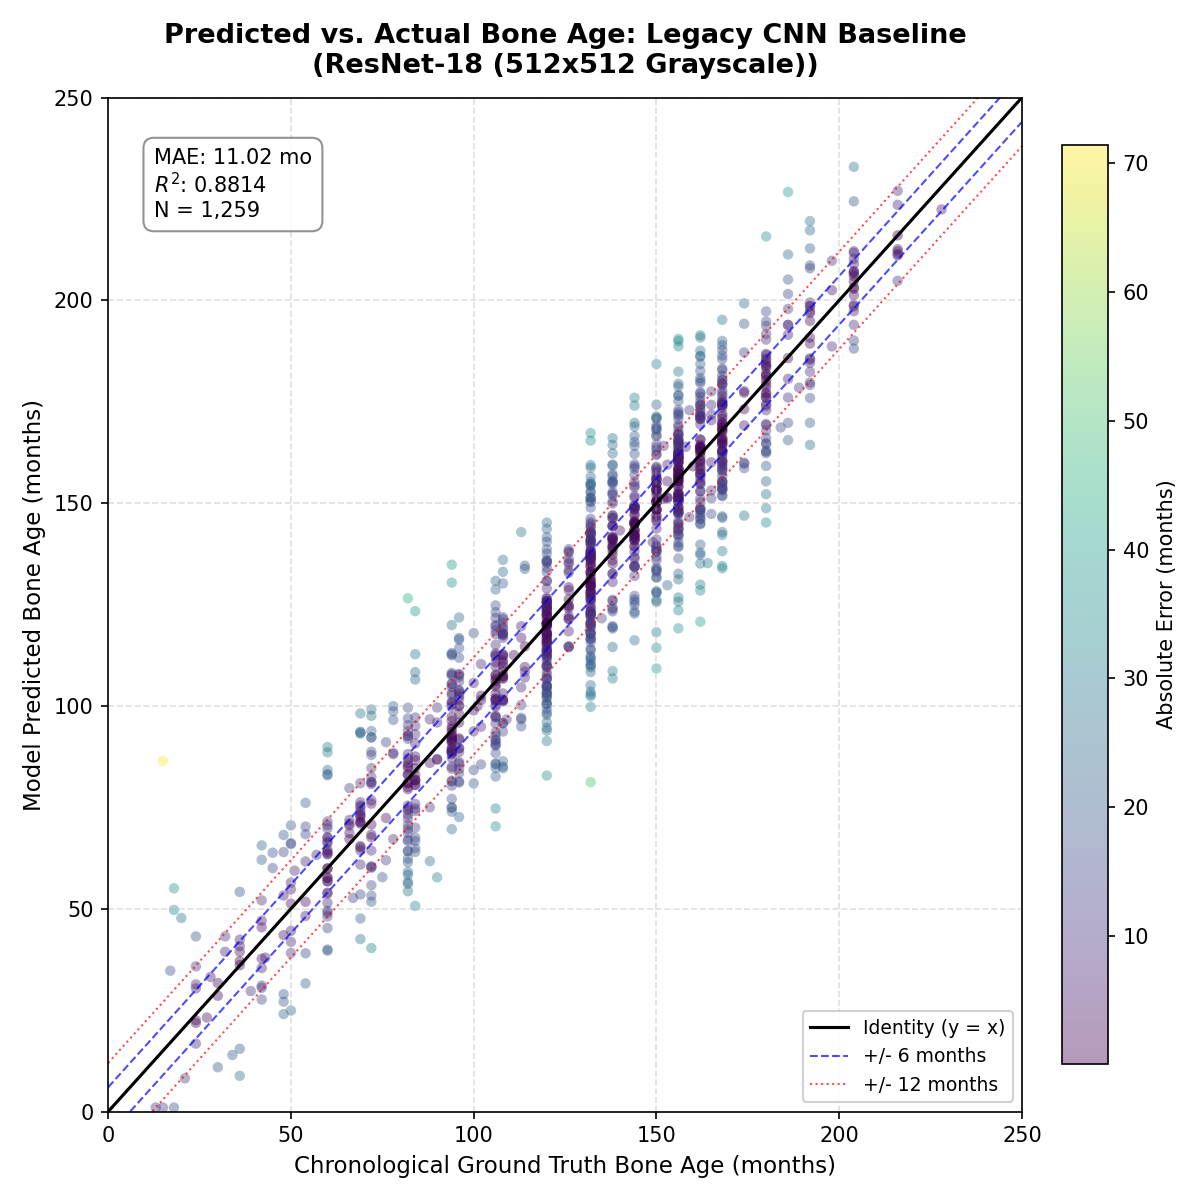 Predicted vs. Actual Bone Age: Legacy CNN Baseline
(ResNet-18 (512x512 Grayscale))
MAE: 11.02 mo
R²: 0.8814
N = 1,259
Model Predicted Bone Age (months)
250
200
150
100
50
0
0 50 100 150 200 250
Chronological Ground Truth Bone Age (months)
Identity (y = x)
+/- 6 months
+/- 12 months
70
60
50
40
30
20
10
Absolute Error (months)